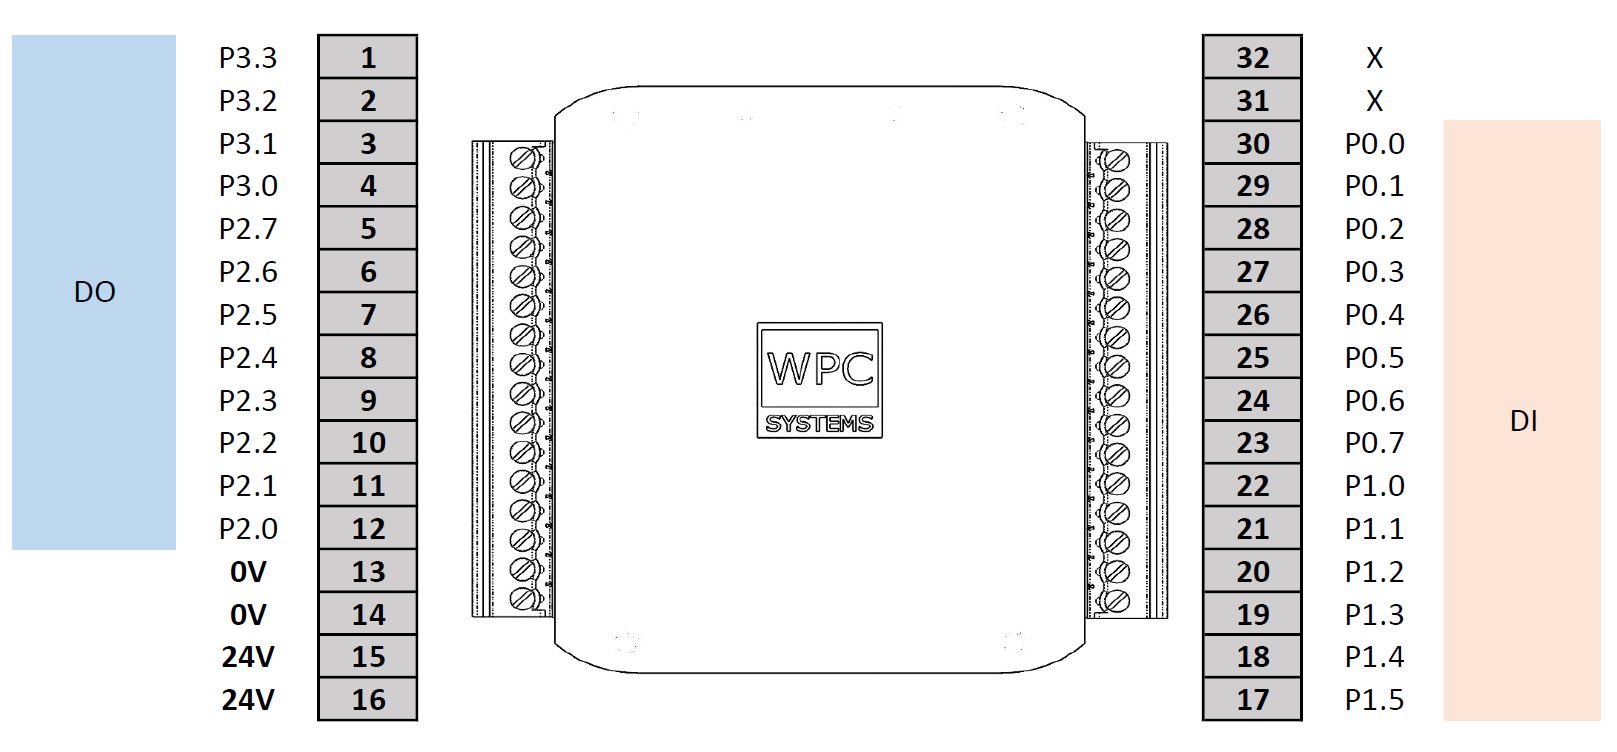 P3.3 1 32 X
P3.2 2 31 X
P3.1 3 30 P0.0
P3.0 4 29 P0.1
P2.7 5 28 P0.2
P2.6 6 27 P0.3
DO
P2.5 7 26 P0.4
P2.4 8 25 P0.5
WPC
P2.3 9 24 P0.6
SYSTEMS
DI
P2.2 10 23 P0.7
P2.1 11 22 P1.0
P2.0 12 21 P1.1
0V 13 20 P1.2
0V 14 19 P1.3
24V 15 18 P1.4
24V 16 17 P1.5